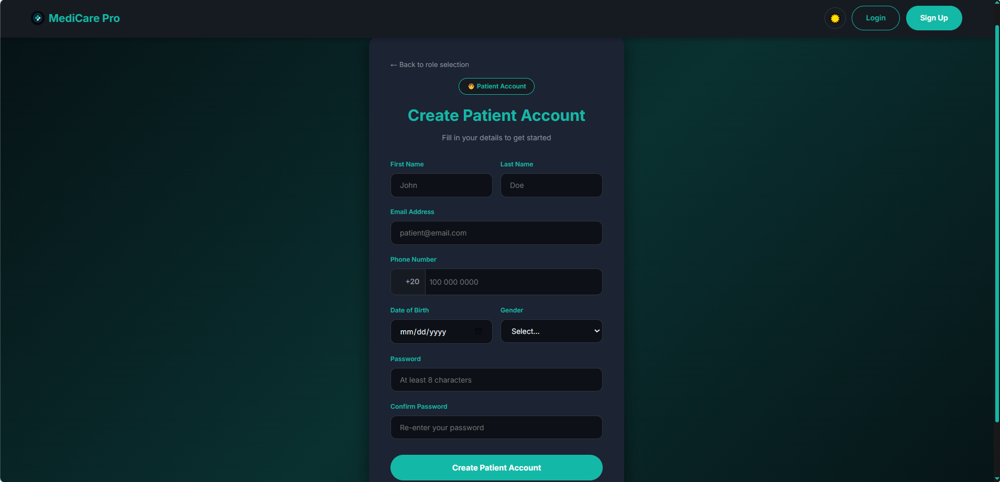 MediCare Pro
Login
Sign Up
← Back to role selection
Patient Account
Create Patient Account
Fill in your details to get started
First Name
Last Name
John
Doe
Email Address
patient@email.com
Phone Number
+20
100 000 0000
Date of Birth
Gender
mm/dd/yyyy
Select...
Password
At least 8 characters
Confirm Password
Re-enter your password
Create Patient Account